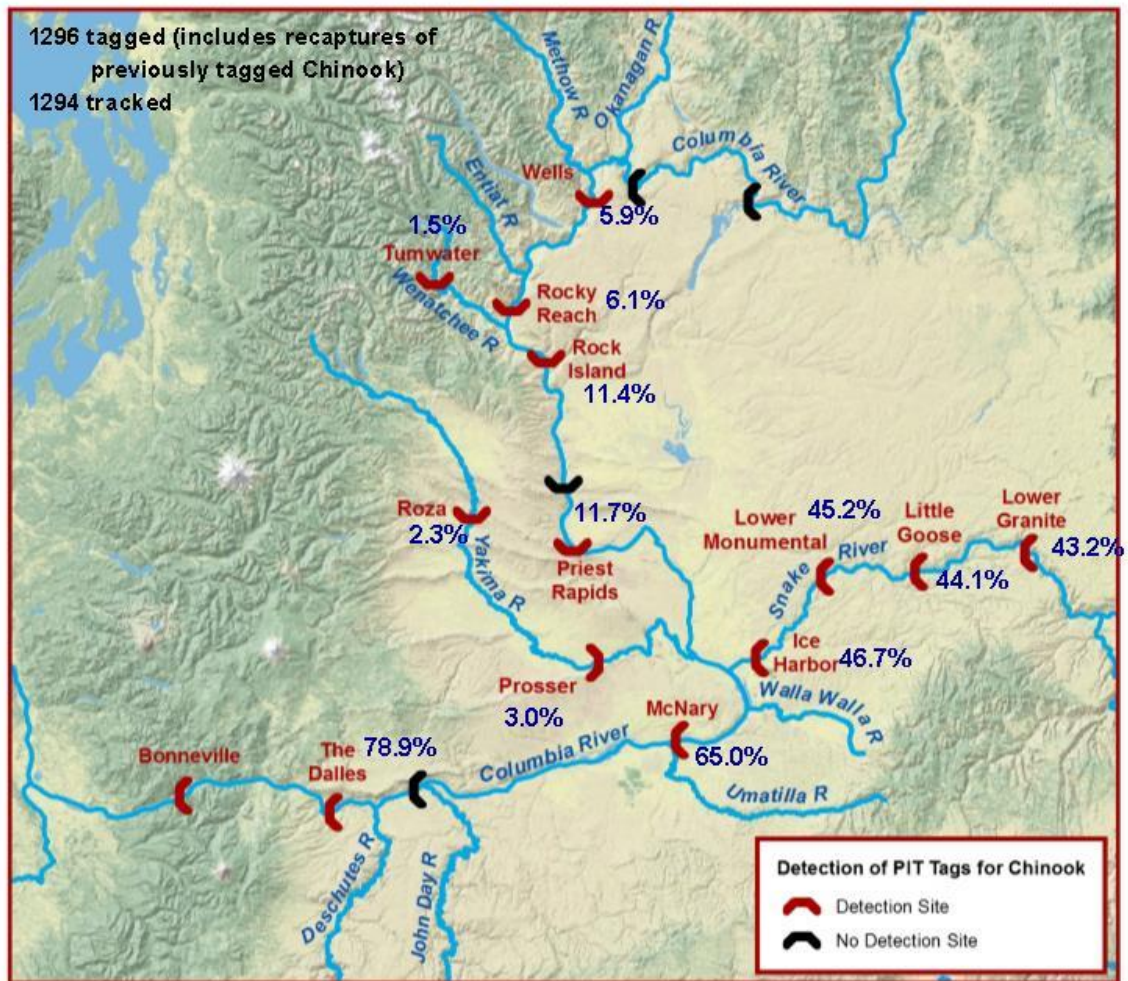 1296 tagged (includes recaptures of
previously tagged Chinook)
1294 tracked
Methow R
Okanagan R
Columbia River
Wells
5.9%
Entiat R
1.5%
Tumwater
Wenatchee R
Rocky
Reach
6.1%
Rock
Island
11.4%
Roza
2.3%
Yakima R
11.7%
Priest
Rapids
Lower
Monumental
45.2%
Little
Goose
44.1%
Lower
Granite
43.2%
Snake River
Ice
Harbor
46.7%
Prosser
3.0%
McNary
65.0%
Walla Walla R
Umatilla R
Bonneville
The
Dalles
78.9%
Columbia River
Deschutes R
John Day R
Detection of PIT Tags for Chinook
Detection Site
No Detection Site